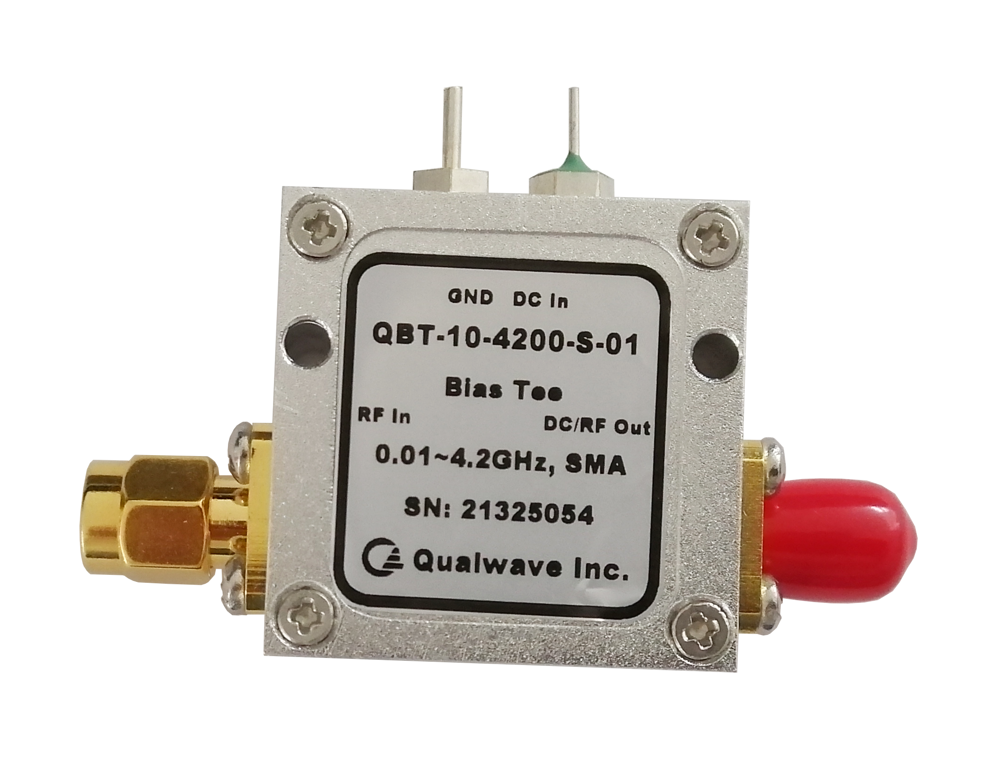 GND DC In
QBT-10-4200-S-01
Bias Tee
RF In
DC/RF Out
0.01~4.2GHz, SMA
SN: 21325054
Qualwave Inc.